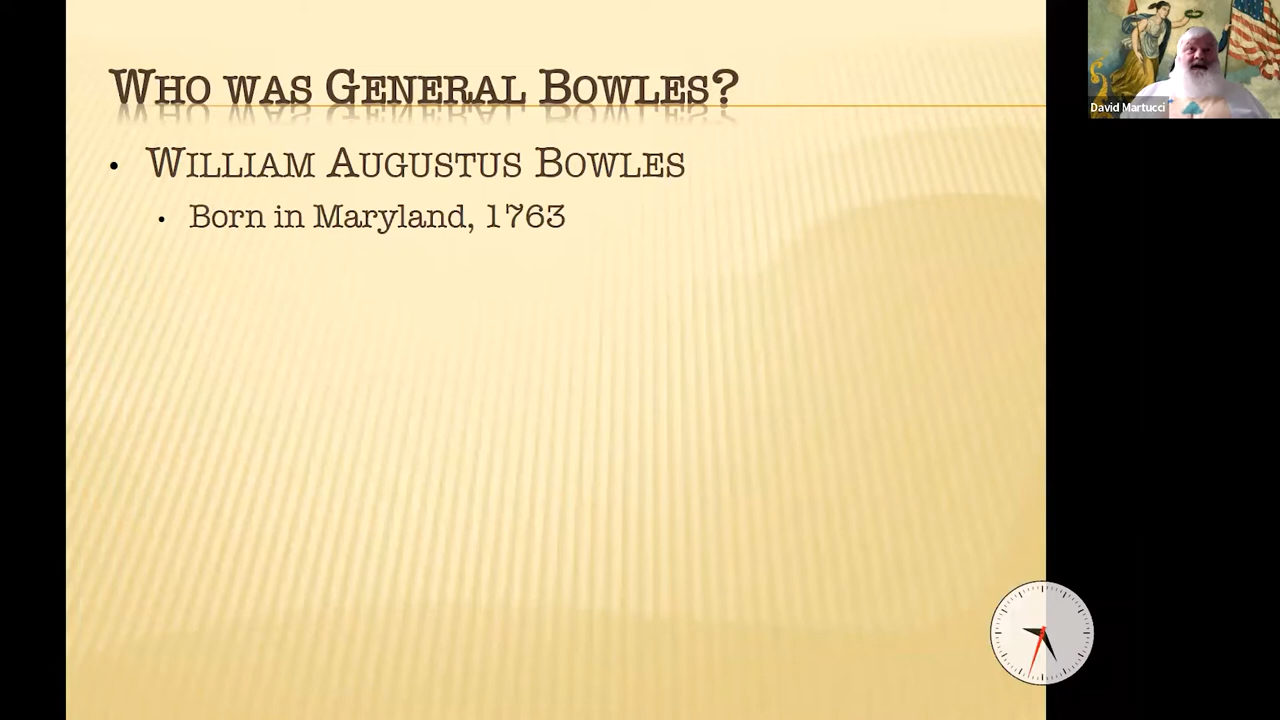 Who was General Bowles?
• William Augustus Bowles
• Born in Maryland, 1763
David Martucci